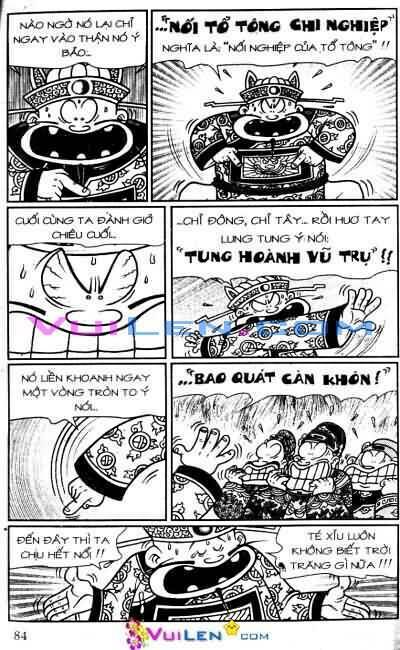 NÀO NGỜ NÓ LẠI CHỈ
NGAY VÀO THÂN NÓ Ý
BẢO...
..."NỐI TỔ TÔNG CHI NGHIỆP"
NGHĨA LÀ: "NỐI NGHIỆP CỦA TỔ TÔNG" !!
CUỐI CÙNG TA ĐÀNH GIỞ
CHIÊU CUỐI...
...CHỈ ĐÔNG, CHỈ TÂY... RỒI HUƠ TAY
LUNG TUNG Ý NÓI:
"TUNG HOÀNH VŨ TRỤ" !!
VUILEN.COM
NÓ LIỀN KHOANH NGAY
MỘT VÒNG TRÒN TO Ý
NÓI...
..."BAO QUÁT CÀN KHÔN!"
ĐẾN ĐÂY THÌ TA
CHỊU HẾT NỔI !!
TÉ XỈU LUÔN
KHÔNG BIẾT TRỜI
TRĂNG GÌ NỮA !!!
84
VUILEN.COM